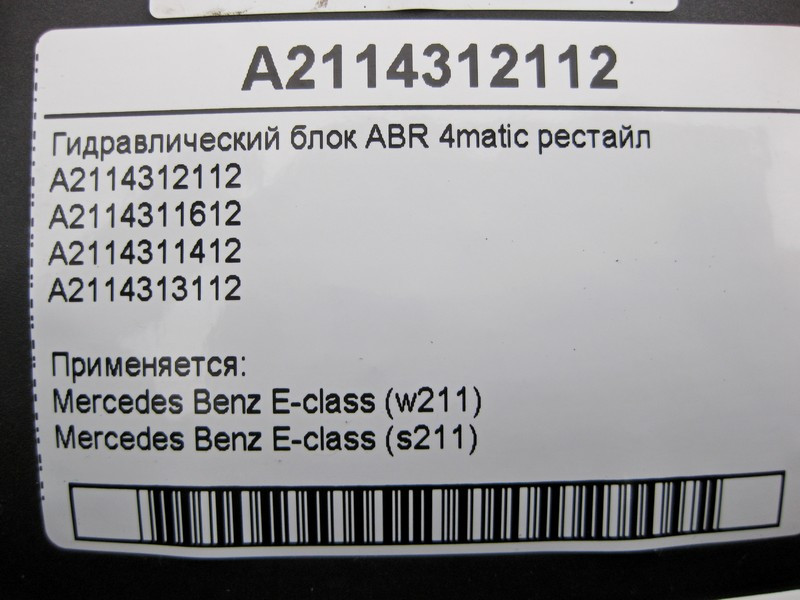 A2114312112
Гидравлический блок ABR 4matic рестайл
A2114312112
A2114311612
A2114311412
A2114313112
Применяется:
Mercedes Benz E-class (w211)
Mercedes Benz E-class (s211)